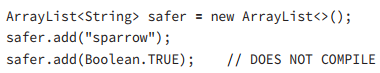 ArrayList<String> safer = new ArrayList<>();
safer.add("sparrow");
safer.add(Boolean.TRUE);    // DOES NOT COMPILE